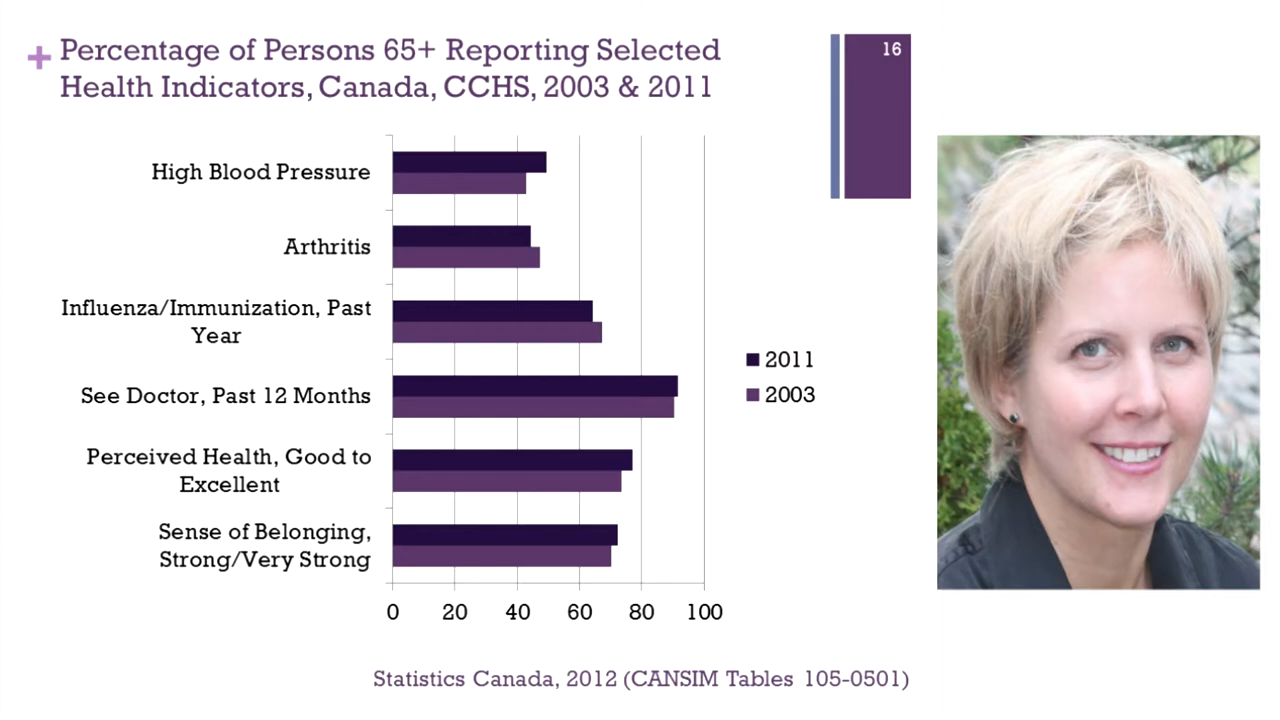 + Percentage of Persons 65+ Reporting Selected
Health Indicators, Canada, CCHS, 2003 & 2011
16
High Blood Pressure
Arthritis
Influenza/Immunization, Past
Year
See Doctor, Past 12 Months
Perceived Health, Good to
Excellent
Sense of Belonging,
Strong/Very Strong
2011
2003
0 20 40 60 80 100
Statistics Canada, 2012 (CANSIM Tables 105-0501)